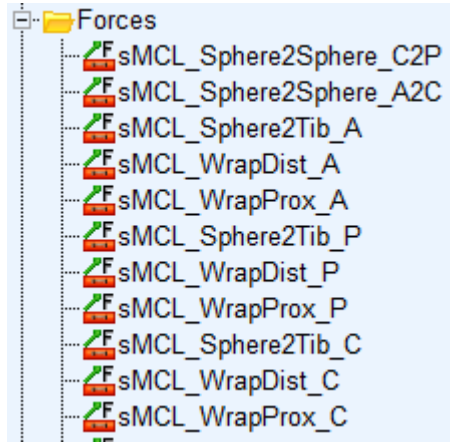 Forces
sMCL_Sphere2Sphere_C2P
sMCL_Sphere2Sphere_A2C
sMCL_Sphere2Tib_A
sMCL_WrapDist_A
sMCL_WrapProx_A
sMCL_Sphere2Tib_P
sMCL_WrapDist_P
sMCL_WrapProx_P
sMCL_Sphere2Tib_C
sMCL_WrapDist_C
sMCL_WrapProx_C